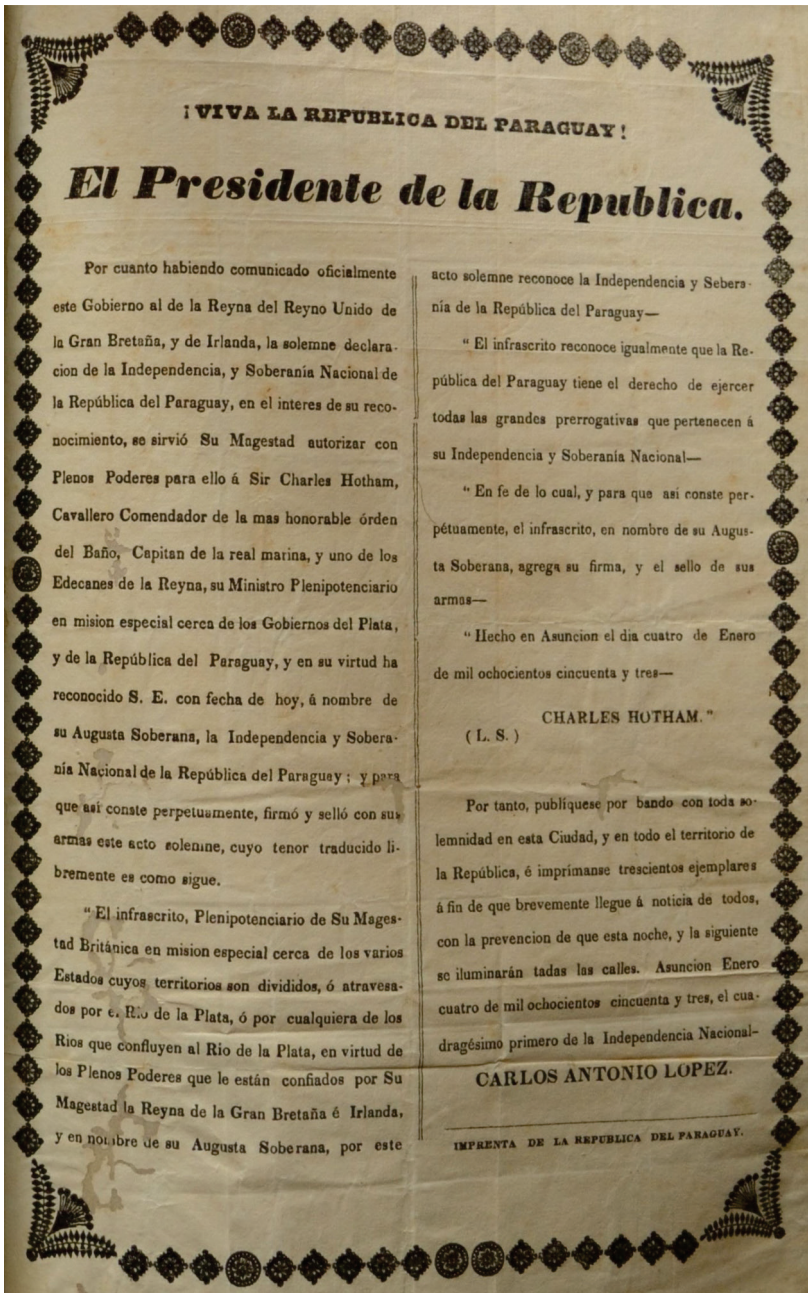 ¡VIVA LA REPUBLICA DEL PARAGUAY!
El Presidente de la Republica.
Por cuanto habiendo comunicado oficialmente
este Gobierno al de la Reyna del Reyno Unido de
la Gran Bretaña, y de Irlanda, la solemne declara-
cion de la Independencia, y Soberanía Nacional de
la República del Paraguay, en el interes de su reco-
nocimiento, se sirvió Su Magestad autorizar con
Plenos Poderes para ello á Sir Charles Hotham,
Cavallero Comendador de la mas honorable órden
del Baño, Capitan de la real marina, y uno de los
Edecanes de la Reyna, su Ministro Plenipotenciario
en mision especial cerca de los Gobiernos del Plata,
y de la República del Paraguay, y en su virtud ha
reconocido S. E. con fecha de hoy, á nombre de
su Augusta Soberana, la Independencia y Sobera-
nía Nacional de la República del Paraguay; y para
que así conste perpetuamente, firmó y selló con sus
armas este acto solemne, cuyo tenor traducido li-
bremente es como sigue.
“ El infrascrito, Plenipotenciario de Su Mages-
tad Británica en mision especial cerca de los varios
Estados cuyos territorios son divididos, ó atravesa-
dos por el Rio de la Plata, ó por cualquiera de los
Rios que confluyen al Rio de la Plata, en virtud de
los Plenos Poderes que le están confiados por Su
Magestad la Reyna de la Gran Bretaña é Irlanda,
y en nombre de su Augusta Soberana, por este
acto solemne reconoce la Independencia y Sebera-
nía de la República del Paraguay—
“ El infrascrito reconoce igualmente que la Re-
pública del Paraguay tiene el derecho de ejercer
todas las grandes prerrogativas que pertenecen á
su Independencia y Soberanía Nacional—
“ En fe de lo cual, y para que asi conste per-
pétuamente, el infrascrito, en nombre de su Augus-
ta Soberana, agrega su firma, y el sello de sus
armas—
“ Hecho en Asuncion el dia cuatro de Enero
de mil ochocientos cincuenta y tres—
CHARLES HOTHAM."
( L. S. )
Por tanto, publíquese por bando con toda so-
lemnidad en esta Ciudad, y en todo el territorio de
la República, é imprímanse trescientos ejemplares
á fin de que brevemente llegue á noticia de todos,
con la prevencion de que esta noche, y la siguiente
se iluminarán tadas las calles. Asuncion Enero
cuatro de mil ochocientos cincuenta y tres, el cua-
dragésimo primero de la Independencia Nacional-
CARLOS ANTONIO LOPEZ.
IMPRENTA DE LA REPUBLICA DEL PARAGUAY.